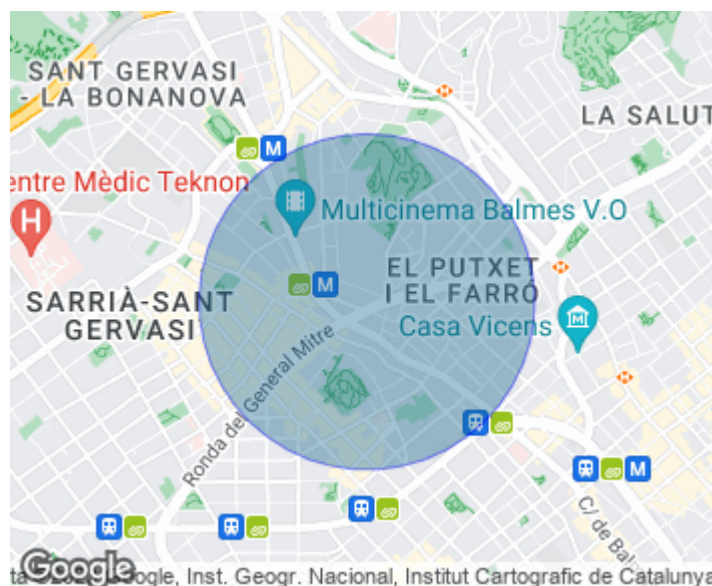 SANT GERVASI
- LA BONANOVA
LA SALUT
M
entre Mèdic Teknon
H
Multicinema Balmes V.O
M
EL PUTXET
I EL FARRÓ
SARRIÀ-SANT
GERVASI
Casa Vicens
M
Ronda del General Mitre
M
C/ de Bal
Google
oogle, Inst. Geogr. Nacional, Institut Cartografic de Catalunya